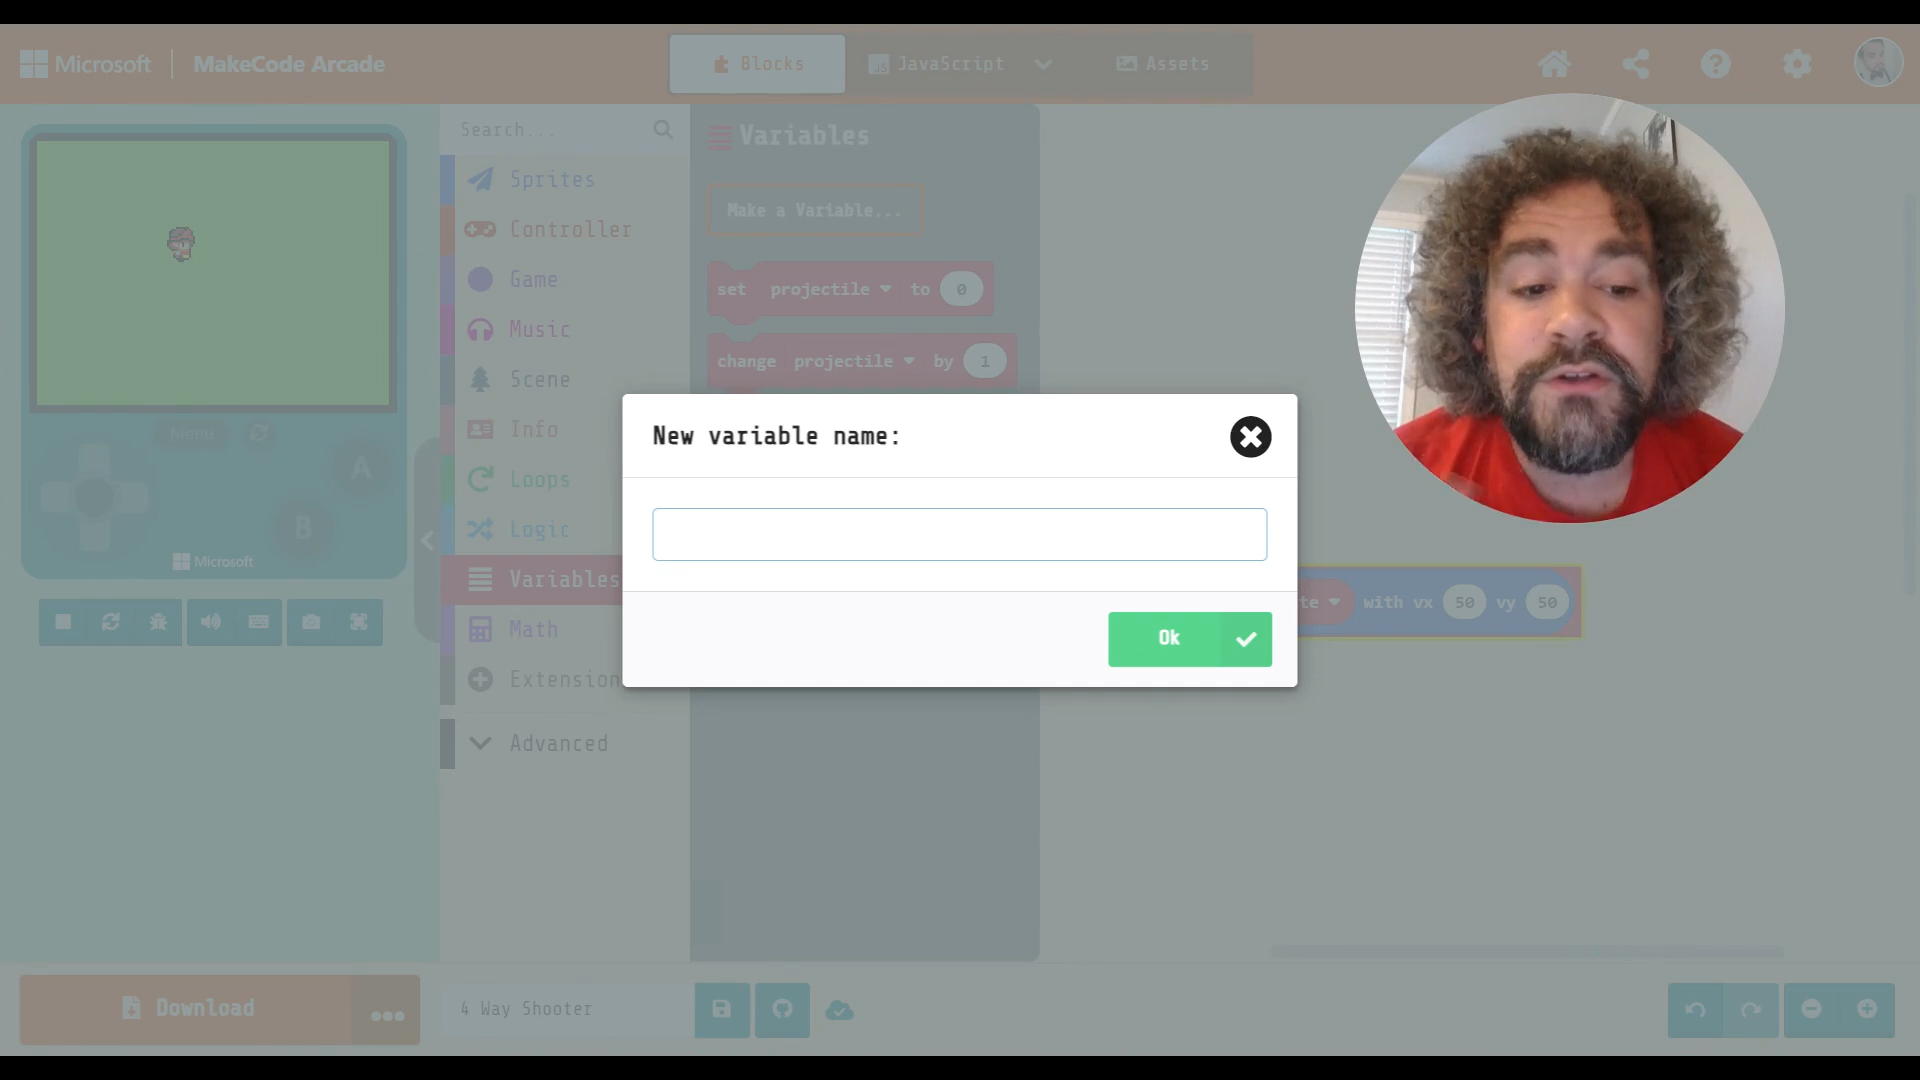 Microsoft
MakeCode Arcade
Blocks
JavaScript
Assets
Search...
Sprites
Controller
Game
Music
Scene
Info
Loops
Logic
Variables
Math
Extension
Advanced
Variables
Make a Variable...
set projectile to 0
change projectile by 1
Menu
A
B
Microsoft
New variable name:
Ok
te with vx 50 vy 50
Download
4 Way Shooter